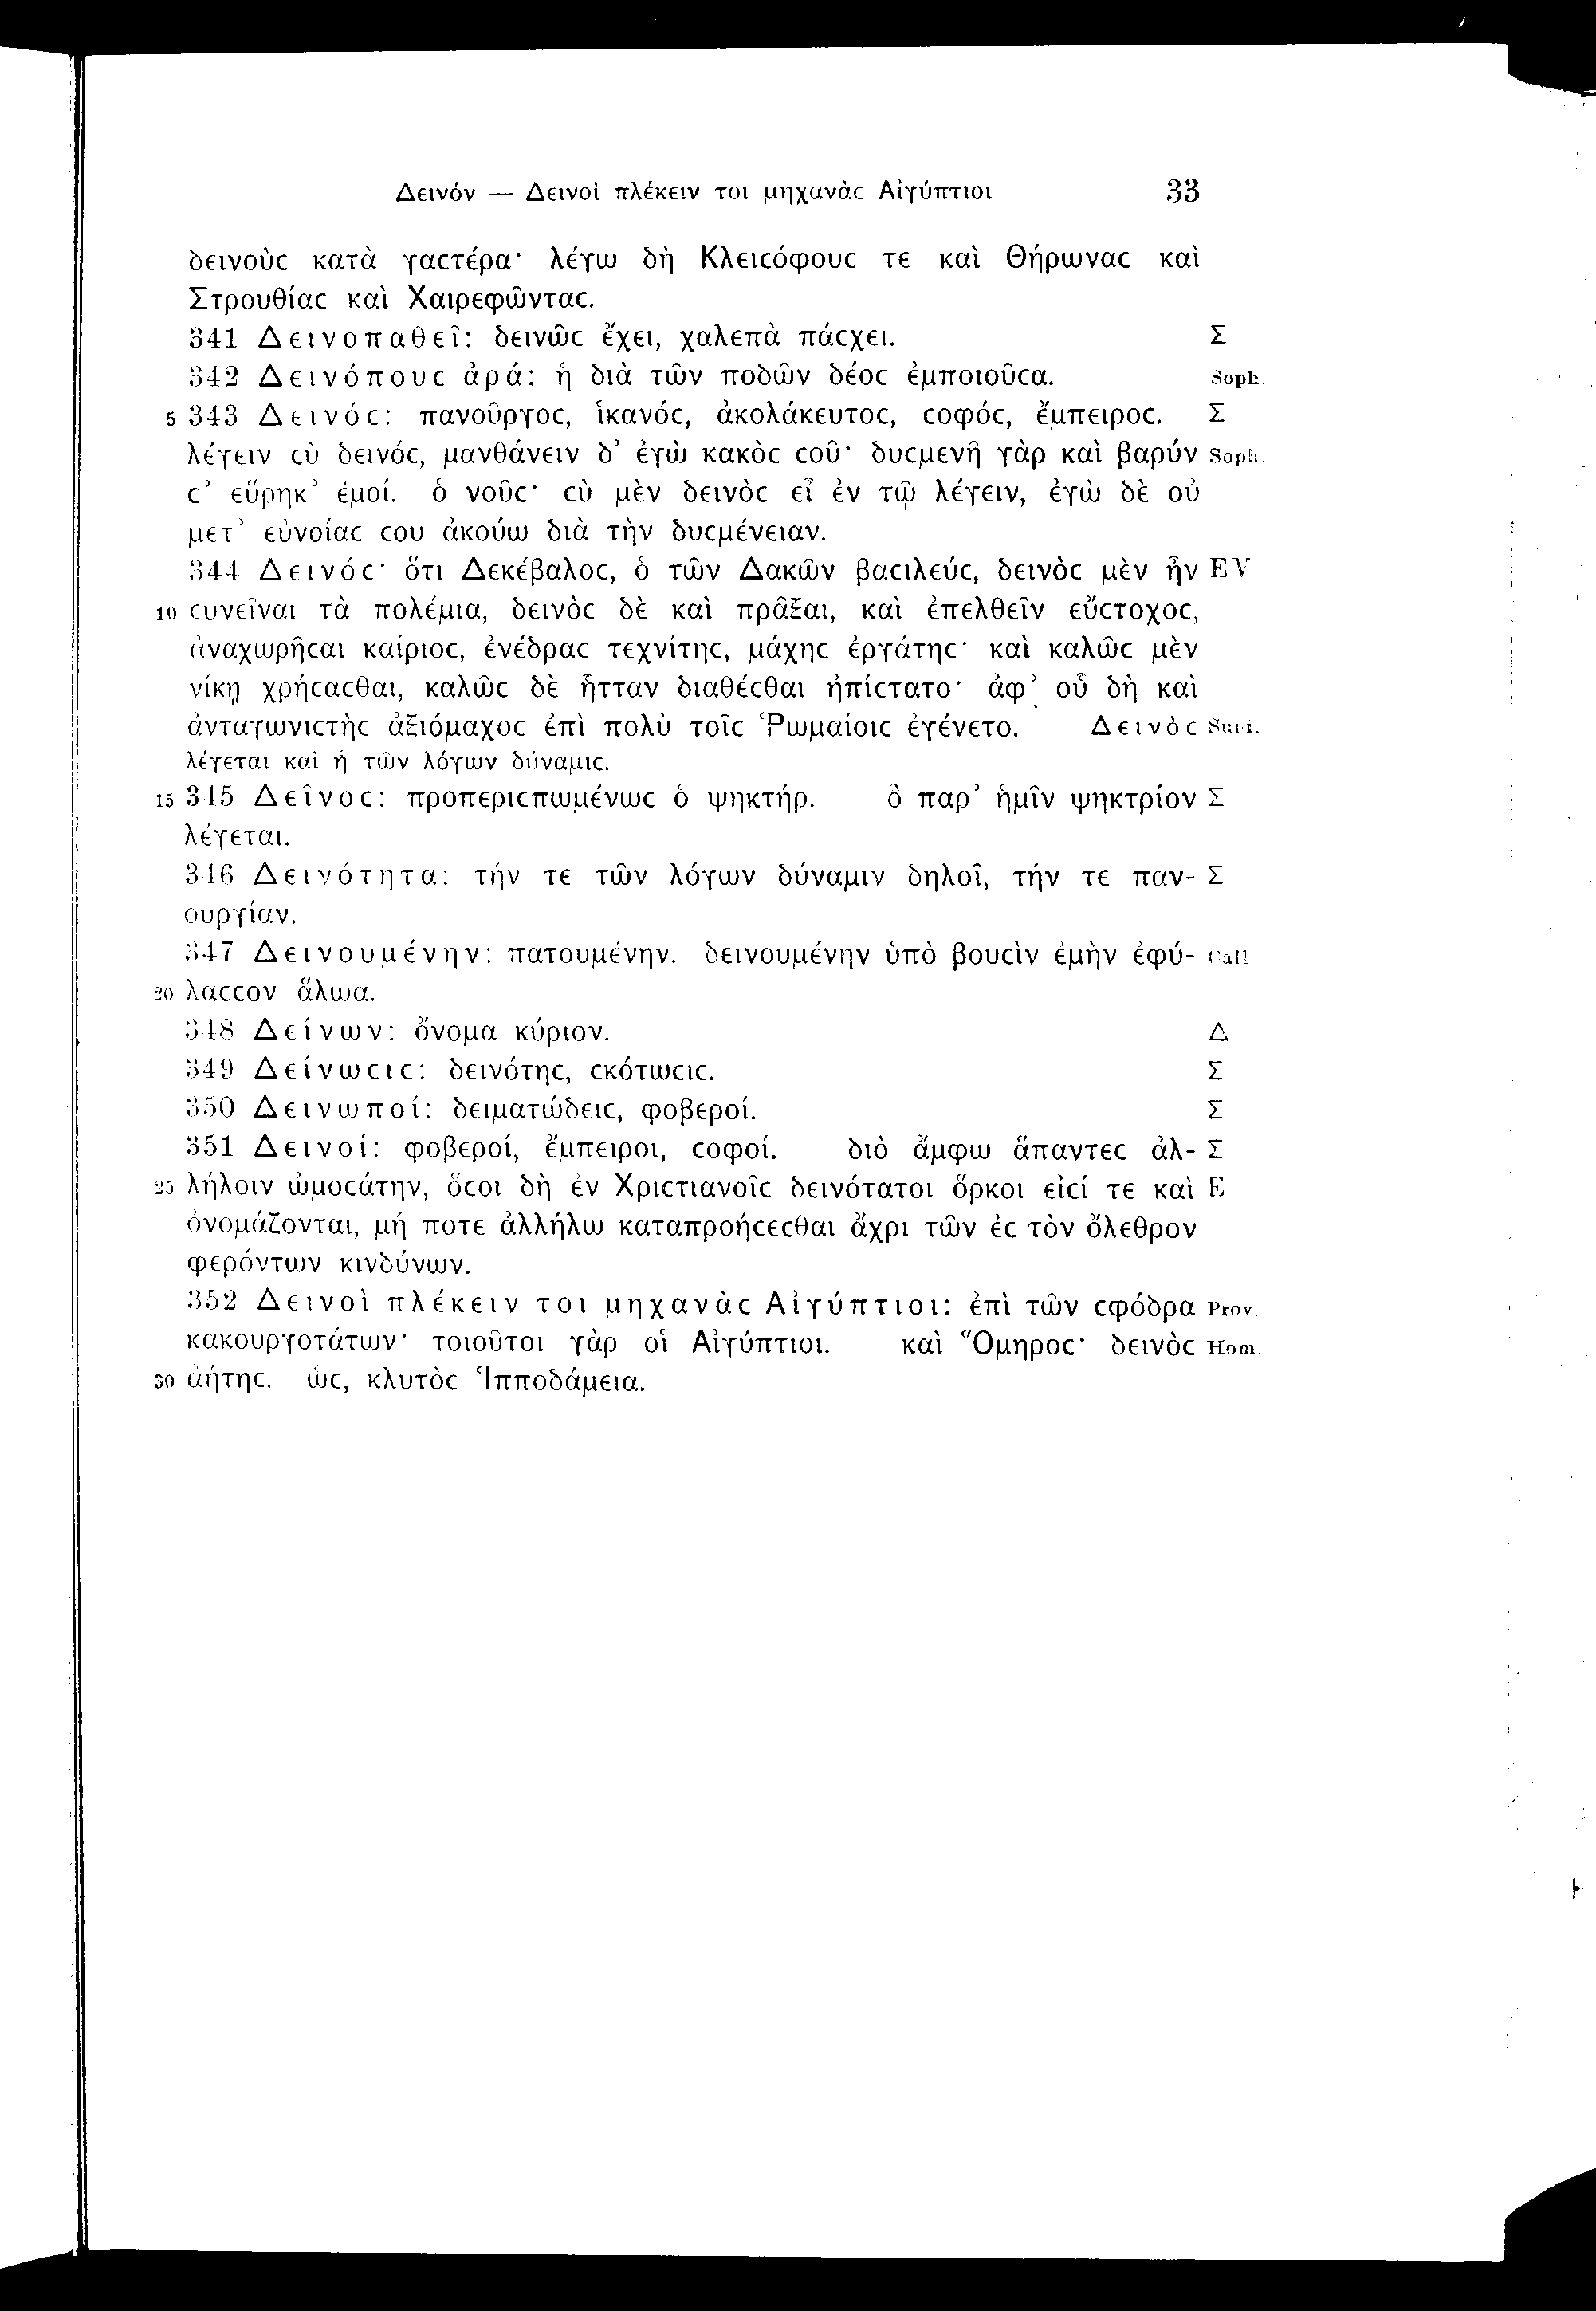 Δεινόν — Δεινοὶ πλέκειν τοι μηχανὰϲ Αἰγύπτιοι 33
δεινοὺϲ κατὰ γαϲτέρα· λέγω δὴ Κλειϲόφουϲ τε καὶ Θήρωναϲ καὶ
Στρουθίαϲ καὶ Χαιρεφῶνταϲ.
341 Δεινοπαθεῖ: δεινῶϲ ἔχει, χαλεπὰ πάϲχει. Σ
342 Δεινόπουϲ ἀρά: ἡ διὰ τῶν ποδῶν δέοϲ ἐμποιοῦϲα. Soph.
5 343 Δεινόϲ: πανοῦργοϲ, ἱκανόϲ, ἀκολάκευτοϲ, ϲοφόϲ, ἔμπειροϲ. Σ
λέγειν ϲὺ δεινόϲ, μανθάνειν δ’ ἐγὼ κακὸϲ ϲοῦ· δυϲμενῆ γὰρ καὶ βαρύν Soph.
ϲ’ εὕρηκ’ ἐμοί. ὁ νοῦϲ· ϲὺ μὲν δεινὸϲ εἶ ἐν τῷ λέγειν, ἐγὼ δὲ οὐ
μετ’ εὐνοίαϲ ϲου ἀκούω διὰ τὴν δυϲμένειαν.
344 Δεινόϲ· ὅτι Δεκέβαλοϲ, ὁ τῶν Δακῶν βαϲιλεύϲ, δεινὸϲ μὲν ἦν EV
10 ϲυνεῖναι τὰ πολέμια, δεινὸϲ δὲ καὶ πρᾶξαι, καὶ ἐπελθεῖν εὔϲτοχοϲ,
ἀναχωρῆϲαι καίριοϲ, ἐνέδραϲ τεχνίτηϲ, μάχηϲ ἐργάτηϲ· καὶ καλῶϲ μὲν
νίκῃ χρήϲαϲθαι, καλῶϲ δὲ ἧτταν διαθέϲθαι ἠπίϲτατο· ἀφ’ οὗ δὴ καὶ
ἀνταγωνιϲτὴϲ ἀξιόμαχοϲ ἐπὶ πολὺ τοῖϲ Ῥωμαίοιϲ ἐγένετο. Δεινὸϲ Suid.
λέγεται καὶ ἡ τῶν λόγων δύναμιϲ.
15 345 Δεῖνοϲ: προπεριϲπωμένωϲ ὁ ψηκτήρ. ὃ παρ’ ἡμῖν ψηκτρίον Σ
λέγεται.
346 Δεινότητα: τήν τε τῶν λόγων δύναμιν δηλοῖ, τήν τε παν- Σ
ουργίαν.
347 Δεινουμένην: πατουμένην. δεινουμένην ὑπὸ βουϲὶν ἐμὴν ἐφύ- Call.
20 λαϲϲον ἅλωα.
348 Δείνων: ὄνομα κύριον. Δ
349 Δείνωϲιϲ: δεινότηϲ, ϲκότωϲιϲ. Σ
350 Δεινωποί: δειματώδειϲ, φοβεροί. Σ
351 Δεινοί: φοβεροί, ἔμπειροι, ϲοφοί. διὸ ἄμφω ἅπαντεϲ ἀλ- Σ
25 λήλοιν ὠμοϲάτην, ὅϲοι δὴ ἐν Χριϲτιανοῖϲ δεινότατοι ὅρκοι εἰϲί τε καὶ E
ὀνομάζονται, μή ποτε ἀλλήλω καταπροήϲεϲθαι ἄχρι τῶν ἐϲ τὸν ὄλεθρον
φερόντων κινδύνων.
352 Δεινοὶ πλέκειν τοι μηχανὰϲ Αἰγύπτιοι: ἐπὶ τῶν ϲφόδρα Prov.
κακουργοτάτων· τοιοῦτοι γὰρ οἱ Αἰγύπτιοι. καὶ Ὅμηροϲ· δεινὸϲ Hom.
30 ἀήτηϲ. ὡϲ, κλυτὸϲ Ἱπποδάμεια.